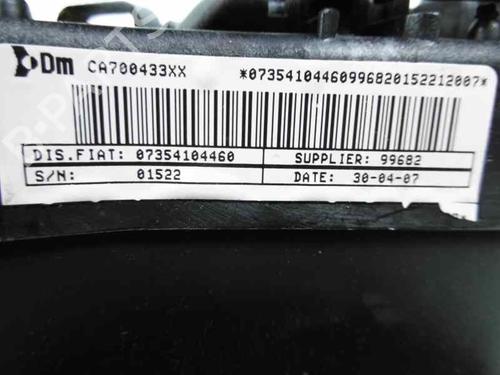 Dm CA700433XX *07354104460996820152212007*
DIS.FIAT: 07354104460 SUPPLIER: 99682
S/N: 01522 DATE: 30-04-07